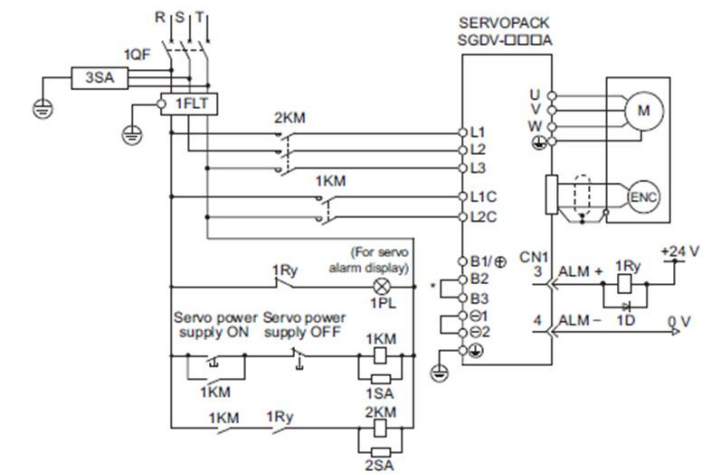 R S T
SERVOPACK
SGDV-□□□A
1QF
3SA
1FLT
U
V
W
M
2KM
L1
L2
L3
1KM
L1C
L2C
ENC
(For servo
alarm display)
1Ry
1PL
B1/⊕
B2
* B3
⊖1
⊖2
CN1
3 ALM +
1Ry
+24 V
1D
4 ALM −
0 V
Servo power
supply ON
Servo power
supply OFF
1KM
1KM
1SA
1KM
1Ry
2KM
2SA